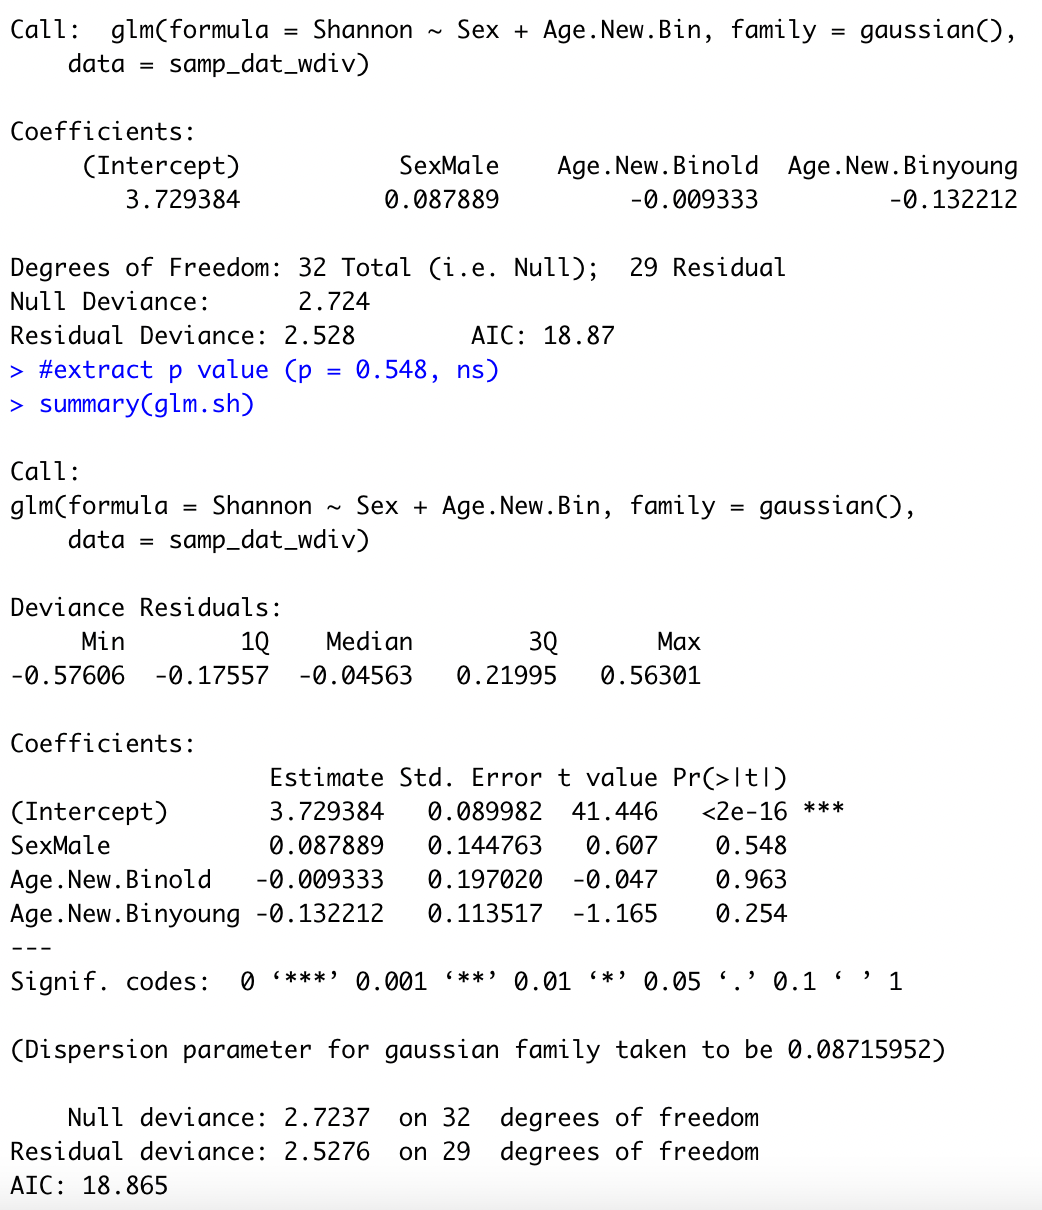 Call:  glm(formula = Shannon ~ Sex + Age.New.Bin, family = gaussian(),
    data = samp_dat_wdiv)

Coefficients:
     (Intercept)           SexMale    Age.New.Binold  Age.New.Binyoung
        3.729384          0.087889         -0.009333         -0.132212

Degrees of Freedom: 32 Total (i.e. Null);  29 Residual
Null Deviance:      2.724
Residual Deviance: 2.528       AIC: 18.87
> #extract p value (p = 0.548, ns)
> summary(glm.sh)

Call:
glm(formula = Shannon ~ Sex + Age.New.Bin, family = gaussian(),
    data = samp_dat_wdiv)

Deviance Residuals:
     Min        1Q    Median        3Q       Max
-0.57606  -0.17557  -0.04563   0.21995   0.56301

Coefficients:
                  Estimate Std. Error t value Pr(>|t|)
(Intercept)       3.729384   0.089982  41.446   <2e-16 ***
SexMale           0.087889   0.144763   0.607    0.548
Age.New.Binold   -0.009333   0.197020  -0.047    0.963
Age.New.Binyoung -0.132212   0.113517  -1.165    0.254
---
Signif. codes:  0 ‘***’ 0.001 ‘**’ 0.01 ‘*’ 0.05 ‘.’ 0.1 ‘ ’ 1

(Dispersion parameter for gaussian family taken to be 0.08715952)

    Null deviance: 2.7237  on 32  degrees of freedom
Residual deviance: 2.5276  on 29  degrees of freedom
AIC: 18.865